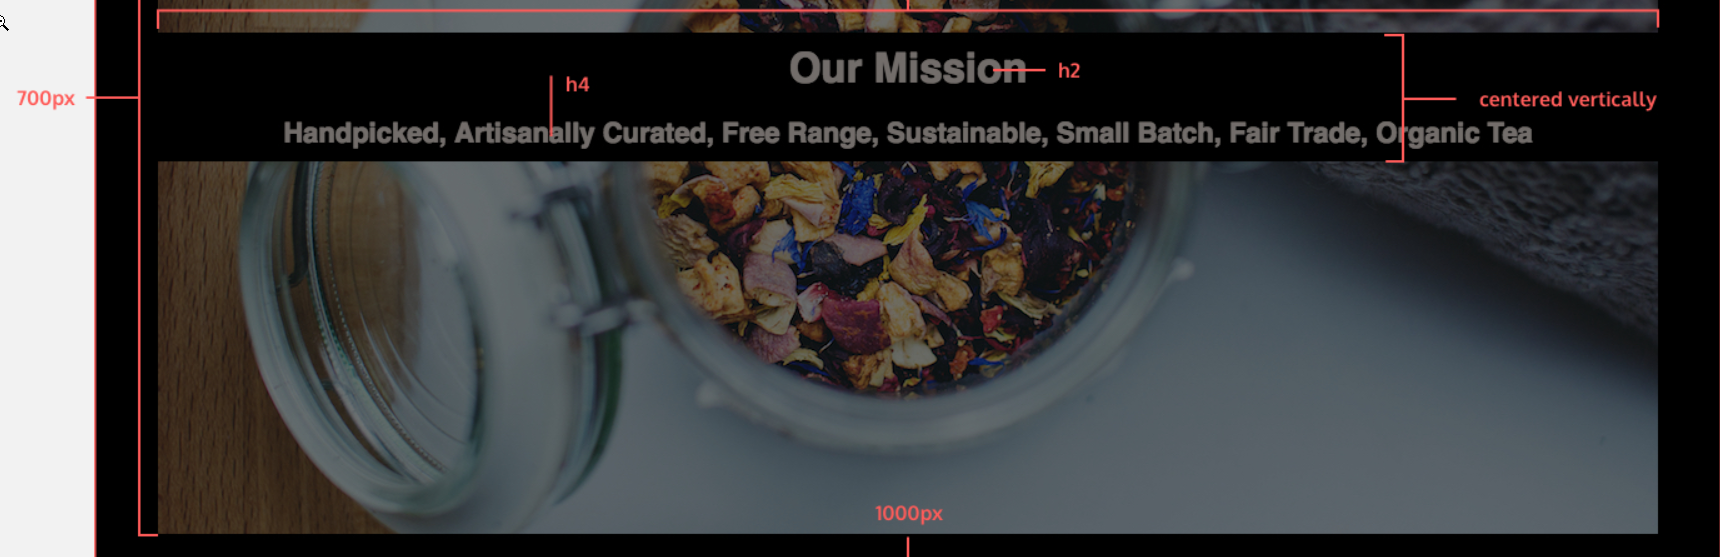 Our Mission
h2
h4
centered vertically
700px
Handpicked, Artisanally Curated, Free Range, Sustainable, Small Batch, Fair Trade, Organic Tea
1000px